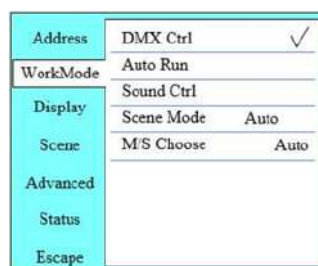 Address
WorkMode
Display
Scene
Advanced
Status
Escape
DMX Ctrl
Auto Run
Sound Ctrl
Scene Mode Auto
M/S Choose Auto